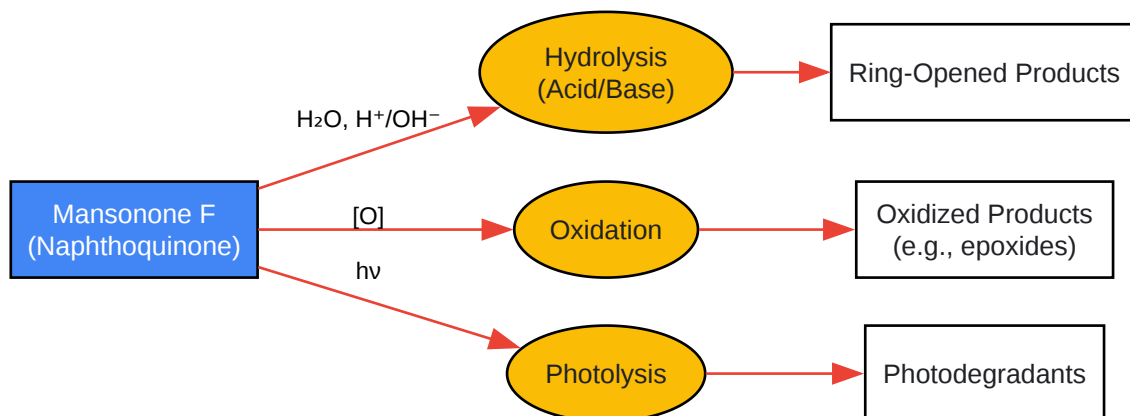 Hydrolysis
(Acid/Base)
Ring-Opened Products
H₂O, H⁺/OH⁻
Mansonone F
(Naphthoquinone)
[O]
Oxidation
Oxidized Products
(e.g., epoxides)
hν
Photolysis
Photodegradants